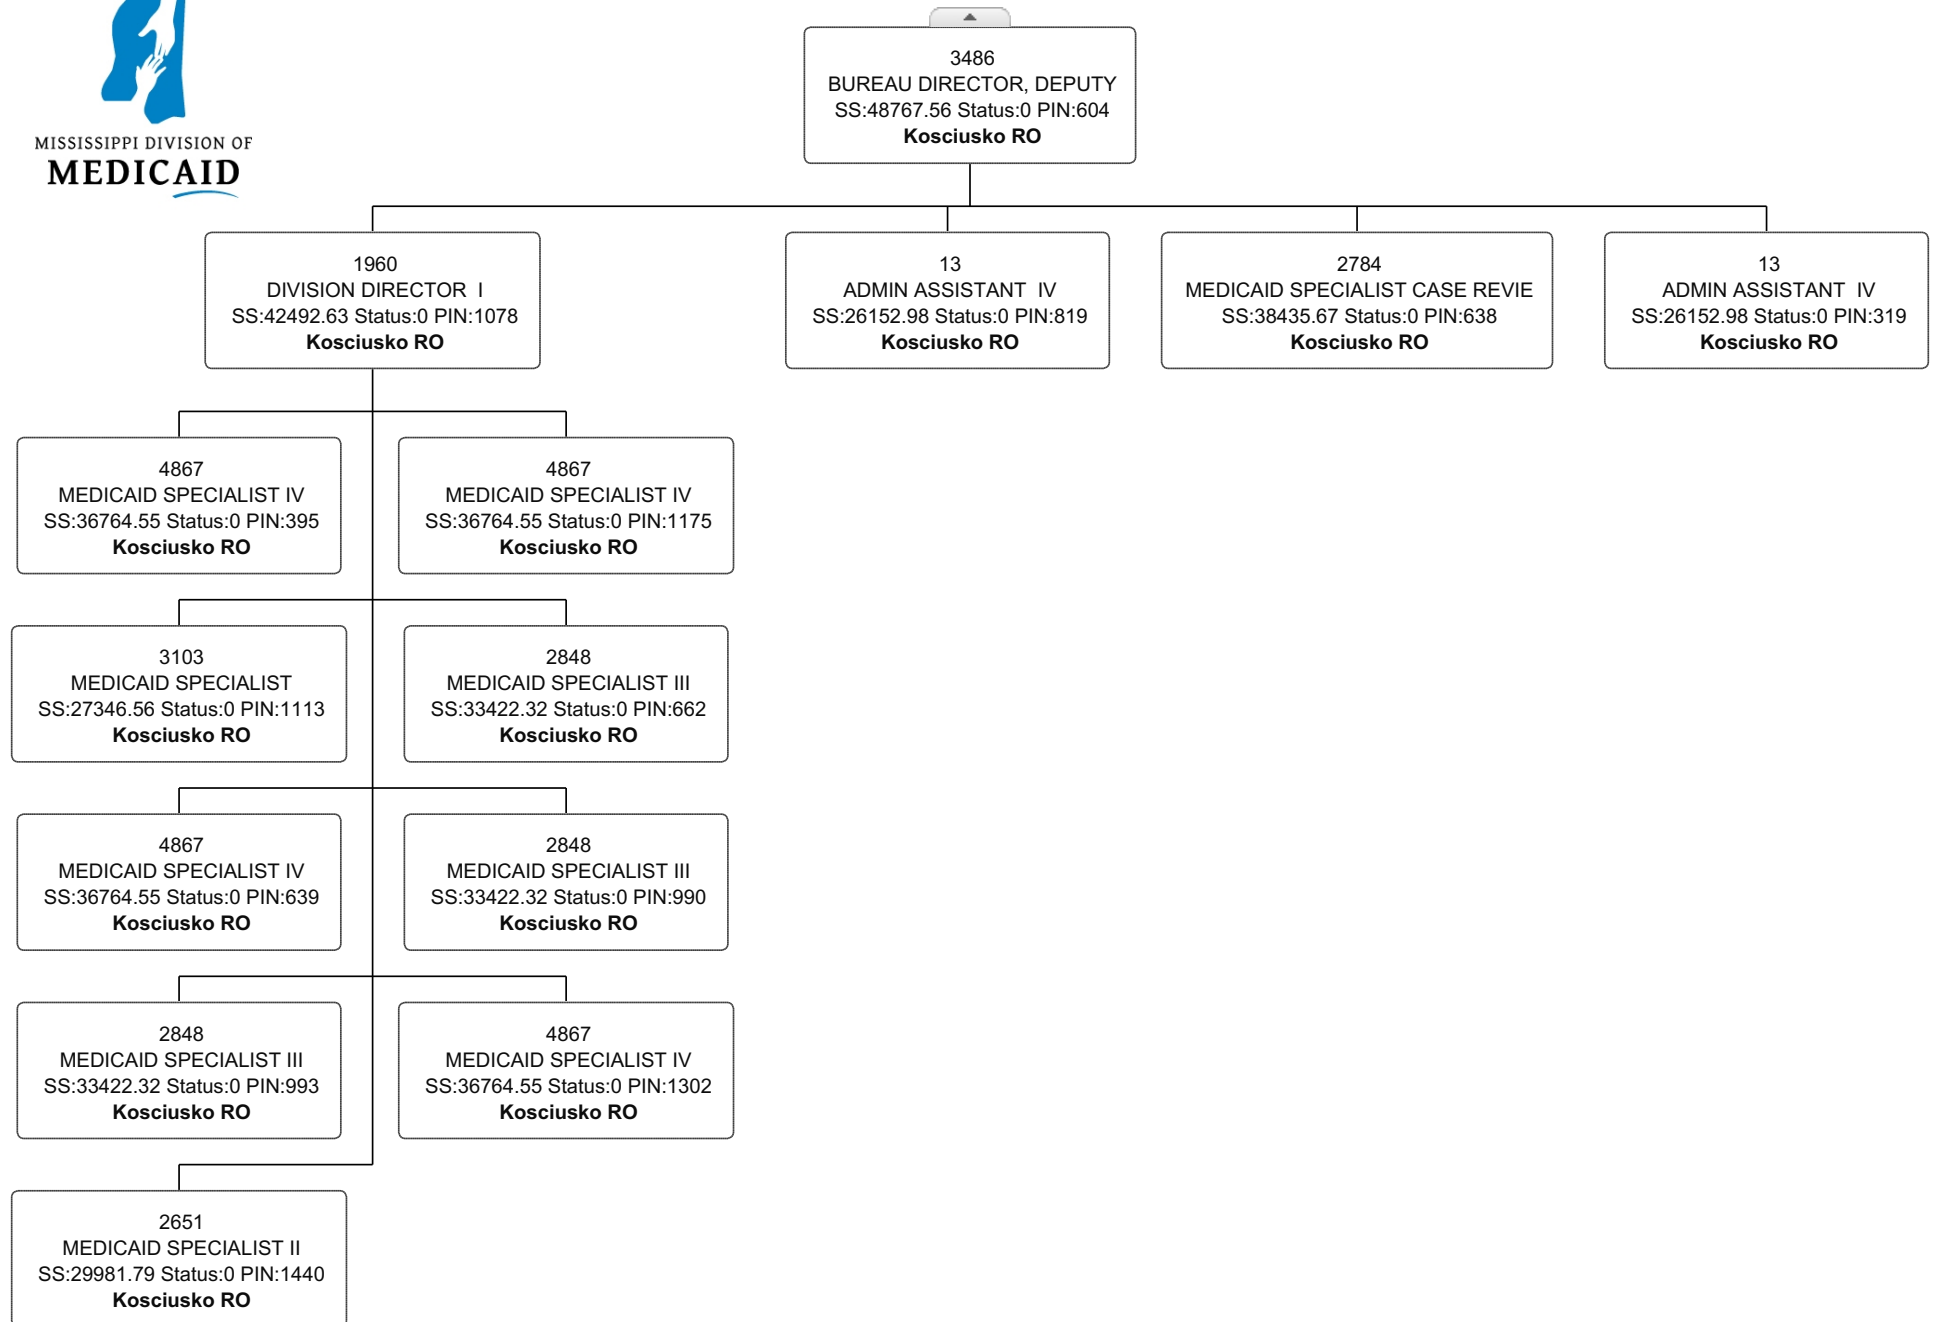 MISSISSIPPI DIVISION OF
MEDICAID
3486
BUREAU DIRECTOR, DEPUTY
SS:48767.56 Status:0 PIN:604
Kosciusko RO
1960
DIVISION DIRECTOR  I
SS:42492.63 Status:0 PIN:1078
Kosciusko RO
13
ADMIN ASSISTANT  IV
SS:26152.98 Status:0 PIN:819
Kosciusko RO
2784
MEDICAID SPECIALIST CASE REVIE
SS:38435.67 Status:0 PIN:638
Kosciusko RO
13
ADMIN ASSISTANT  IV
SS:26152.98 Status:0 PIN:319
Kosciusko RO
4867
MEDICAID SPECIALIST IV
SS:36764.55 Status:0 PIN:395
Kosciusko RO
4867
MEDICAID SPECIALIST IV
SS:36764.55 Status:0 PIN:1175
Kosciusko RO
3103
MEDICAID SPECIALIST
SS:27346.56 Status:0 PIN:1113
Kosciusko RO
2848
MEDICAID SPECIALIST III
SS:33422.32 Status:0 PIN:662
Kosciusko RO
4867
MEDICAID SPECIALIST IV
SS:36764.55 Status:0 PIN:639
Kosciusko RO
2848
MEDICAID SPECIALIST III
SS:33422.32 Status:0 PIN:990
Kosciusko RO
2848
MEDICAID SPECIALIST III
SS:33422.32 Status:0 PIN:993
Kosciusko RO
4867
MEDICAID SPECIALIST IV
SS:36764.55 Status:0 PIN:1302
Kosciusko RO
2651
MEDICAID SPECIALIST II
SS:29981.79 Status:0 PIN:1440
Kosciusko RO